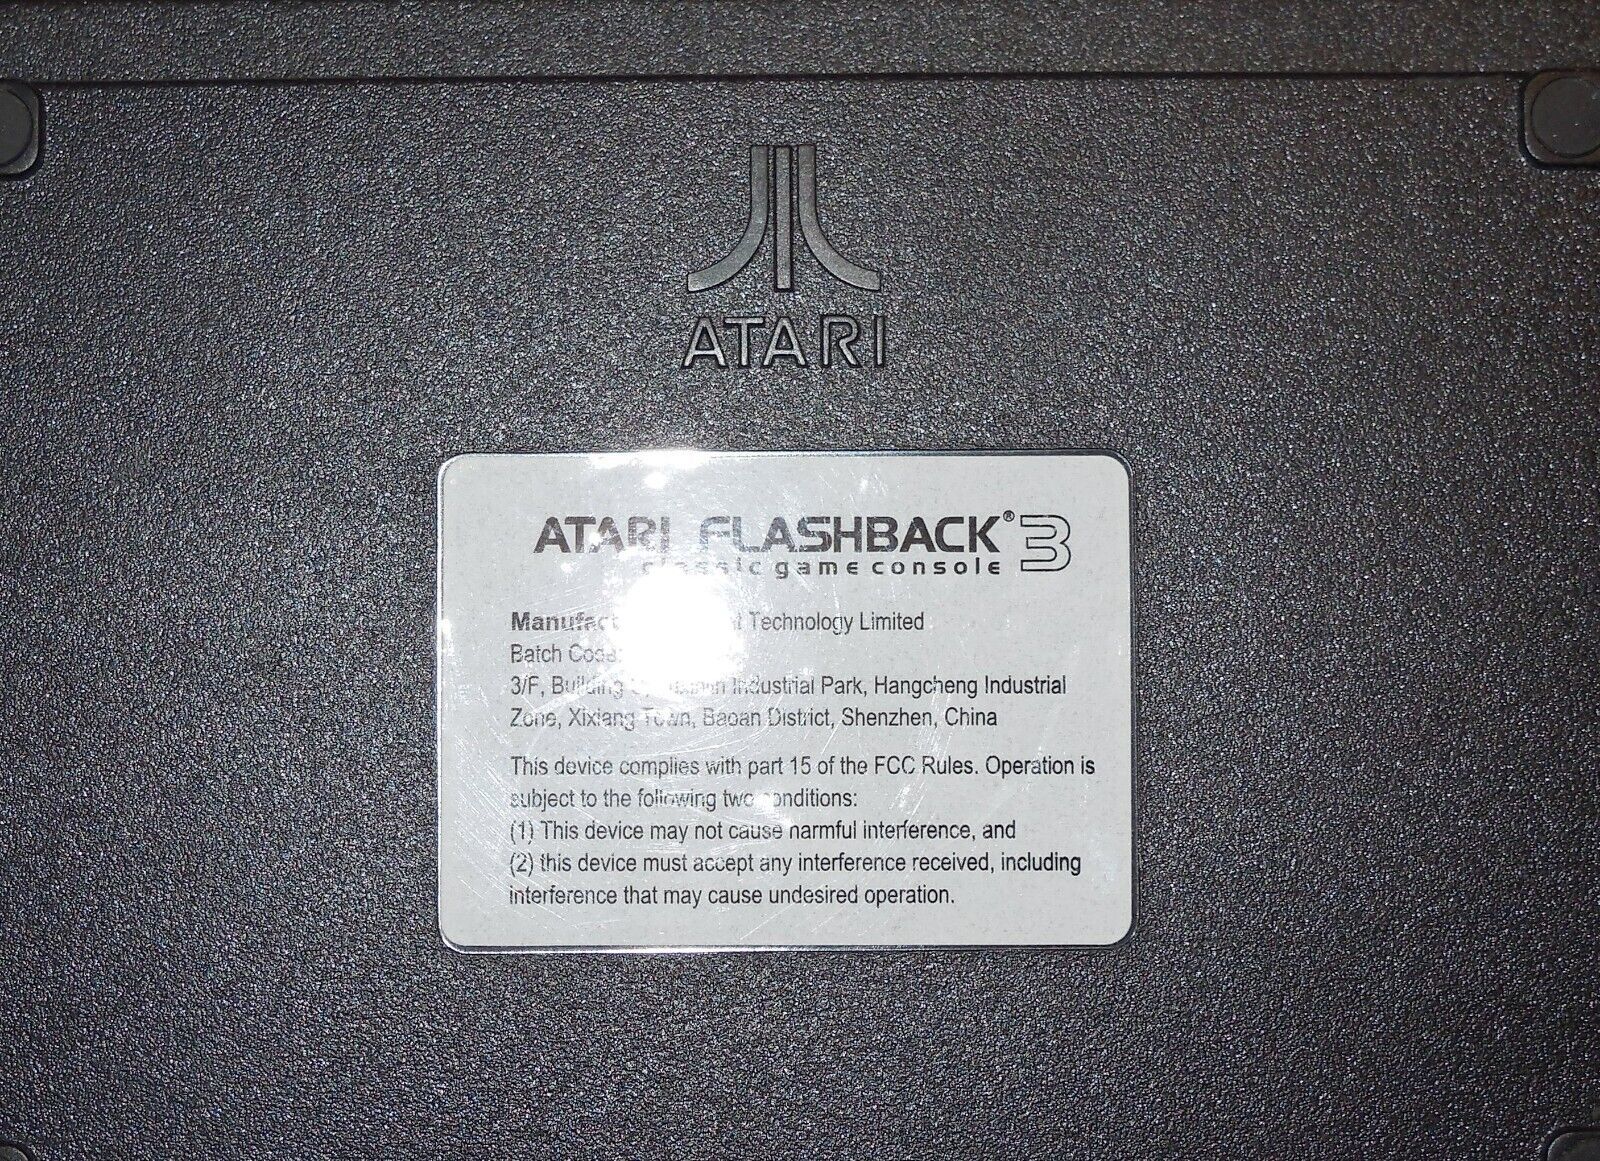 ATARI
ATARI FLASHBACK® 3
classic game console
Technology Limited
Batch Code:
3/F, Building Industrial Park, Hangcheng Industrial
Zone, Xixiang Town, Baoan District, Shenzhen, China
This device complies with part 15 of the FCC Rules. Operation is
subject to the following two conditions:
(1) This device may not cause harmful interference, and
(2) this device must accept any interference received, including
interference that may cause undesired operation.